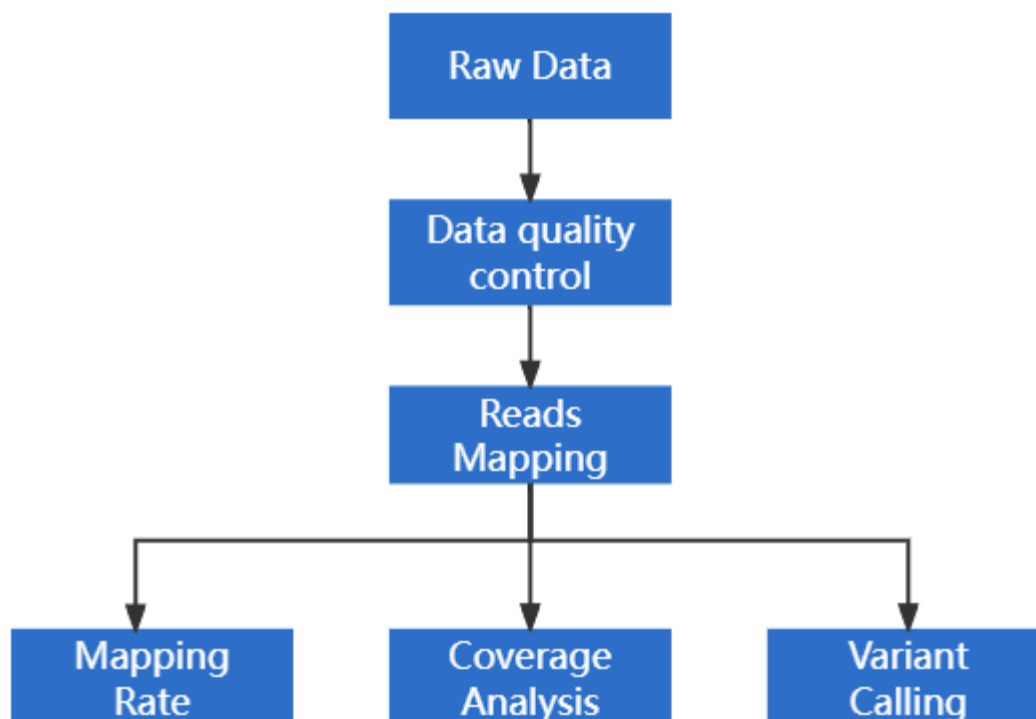 Raw Data
Data quality
control
Reads
Mapping
Mapping
Rate
Coverage
Analysis
Variant
Calling